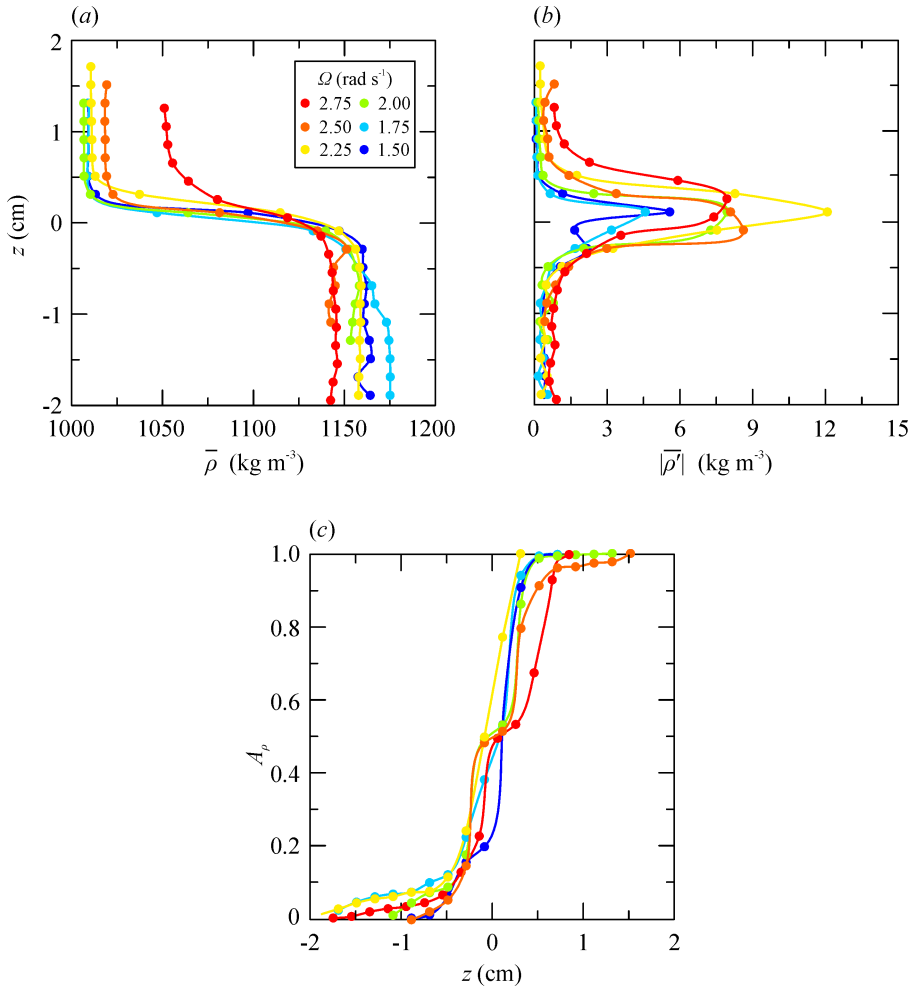 (a)
(b)
2
1
0
-1
-2
z (cm)
Ω (rad s⁻¹)
2.75 2.00
2.50 1.75
2.25 1.50
1000 1050 1100 1150 1200
ρ̅ (kg m⁻³)
0 3 6 9 12 15
|ρ̅'| (kg m⁻³)
(c)
1.0
0.8
0.6
0.4
0.2
0
Aρ
-2 -1 0 1 2
z (cm)